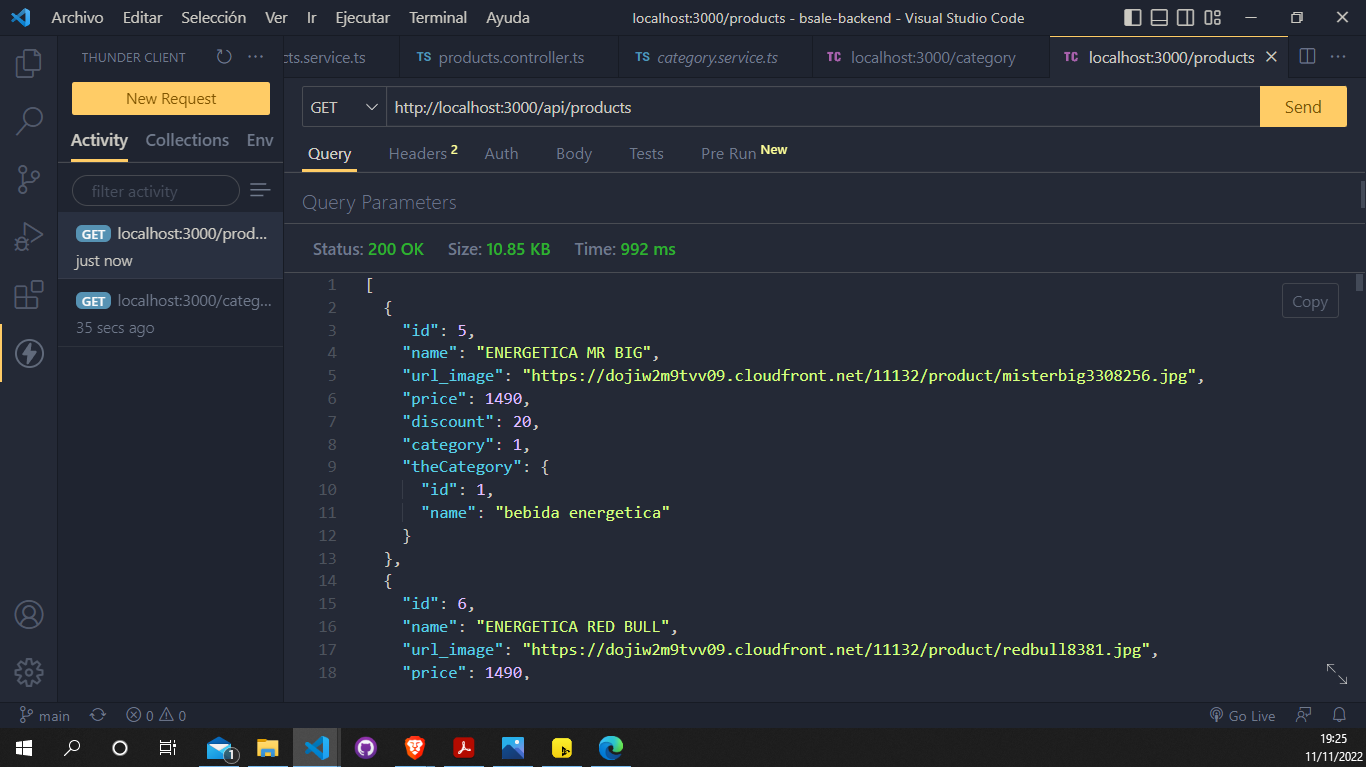 Archivo Editar Selección Ver Ir Ejecutar Terminal Ayuda localhost:3000/products - bsale-backend - Visual Studio Code
THUNDER CLIENT
New Request
Activity Collections Env
filter activity
GET localhost:3000/prod...
just now
GET localhost:3000/categ...
35 secs ago
cts.service.ts TS products.controller.ts TS category.service.ts TC localhost:3000/category TC localhost:3000/products
GET http://localhost:3000/api/products Send
Query Headers 2 Auth Body Tests Pre Run New
Query Parameters
Status: 200 OK Size: 10.85 KB Time: 992 ms
Copy
1 [
2 {
3 "id": 5,
4 "name": "ENERGETICA MR BIG",
5 "url_image": "https://dojiw2m9tvv09.cloudfront.net/11132/product/misterbig3308256.jpg",
6 "price": 1490,
7 "discount": 20,
8 "category": 1,
9 "theCategory": {
10 "id": 1,
11 "name": "bebida energetica"
12 }
13 },
14 {
15 "id": 6,
16 "name": "ENERGETICA RED BULL",
17 "url_image": "https://dojiw2m9tvv09.cloudfront.net/11132/product/redbull8381.jpg",
18 "price": 1490,
main 0 0 Go Live
1
19:25
11/11/2022